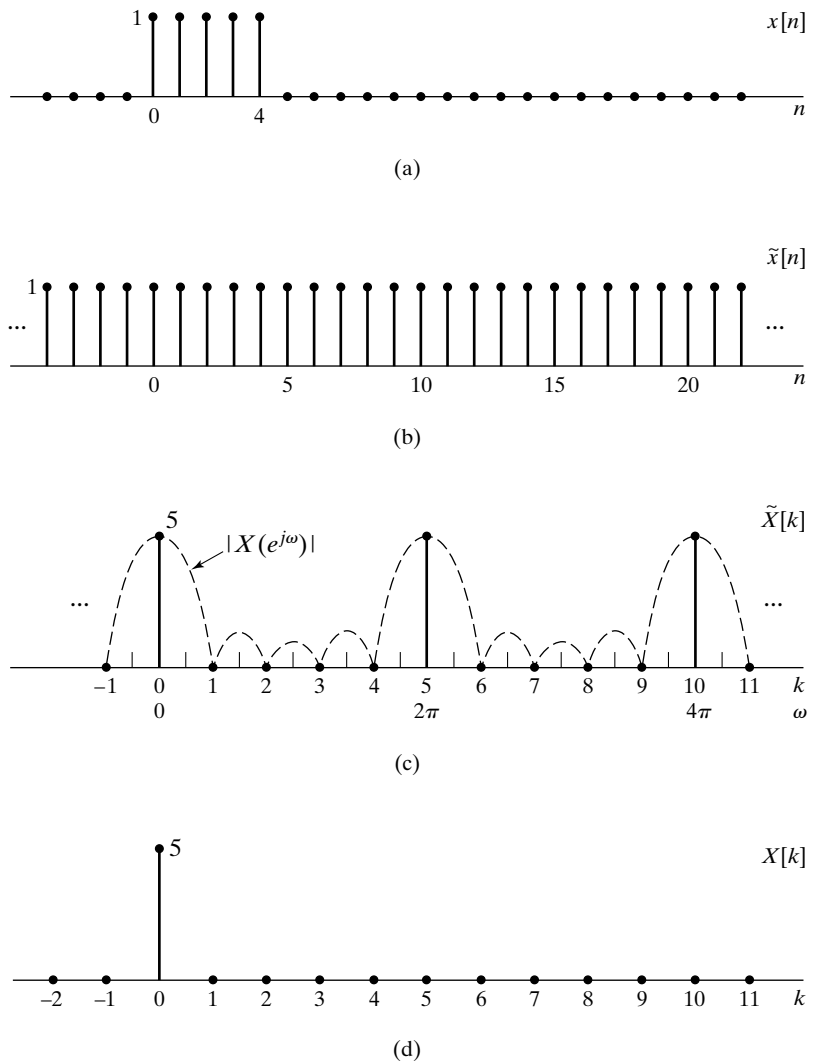 1
x[n]
0 4 n
(a)
x̃[n]
1
... ...
0 5 10 15 20 n
(b)
5
X̃[k]
|X(e^{jω})|
... ...
–1 0 1 2 3 4 5 6 7 8 9 10 11 k
0 2π 4π ω
(c)
5
X[k]
–2 –1 0 1 2 3 4 5 6 7 8 9 10 11 k
(d)